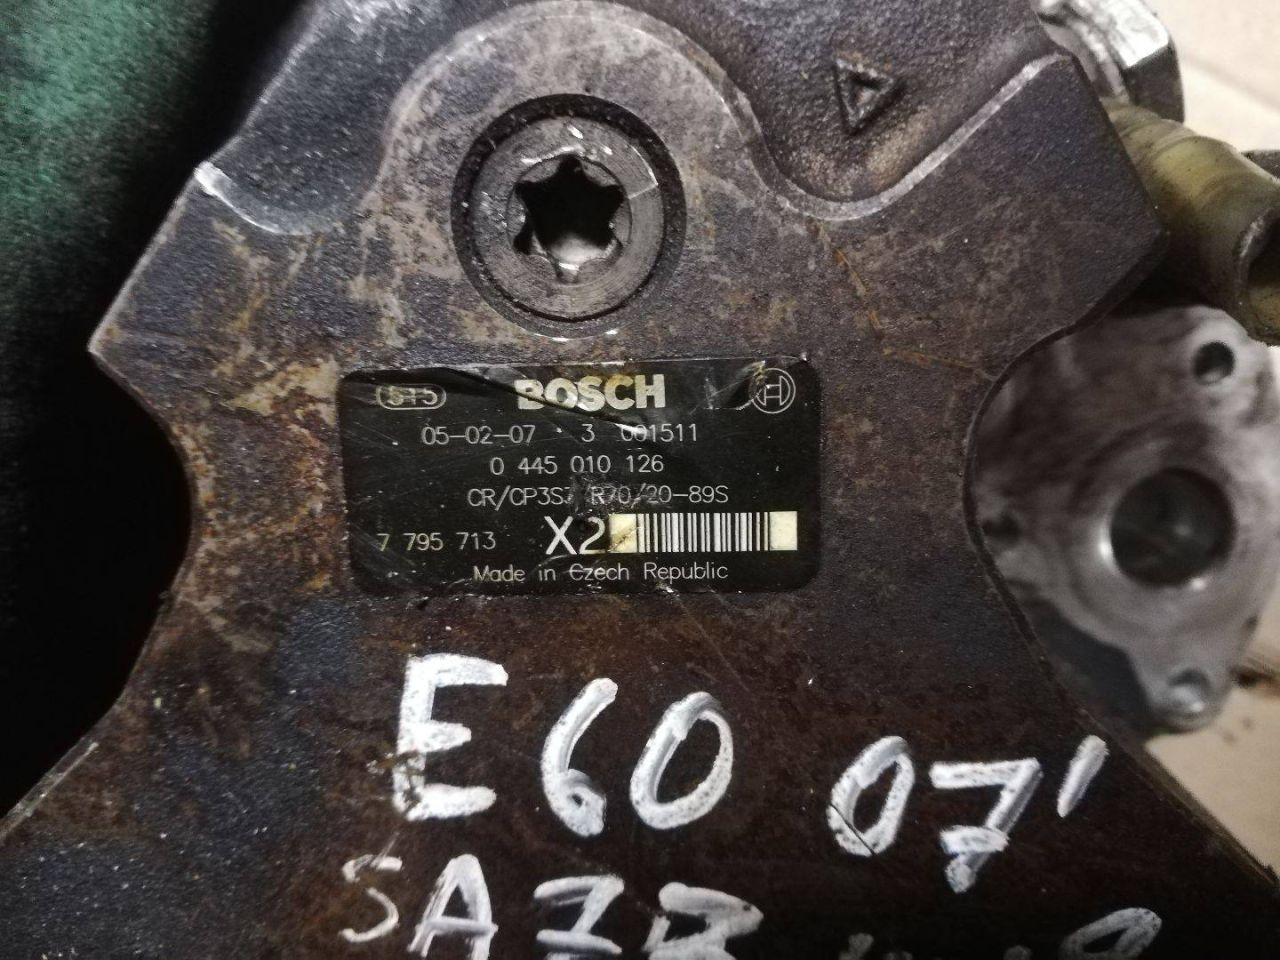 BOSCH
05-02-07 3 001511
0 445 010 126
CR/CP3S3 R70/20-89S
7 795 713 X2
Made in Czech Republic
E60 07'